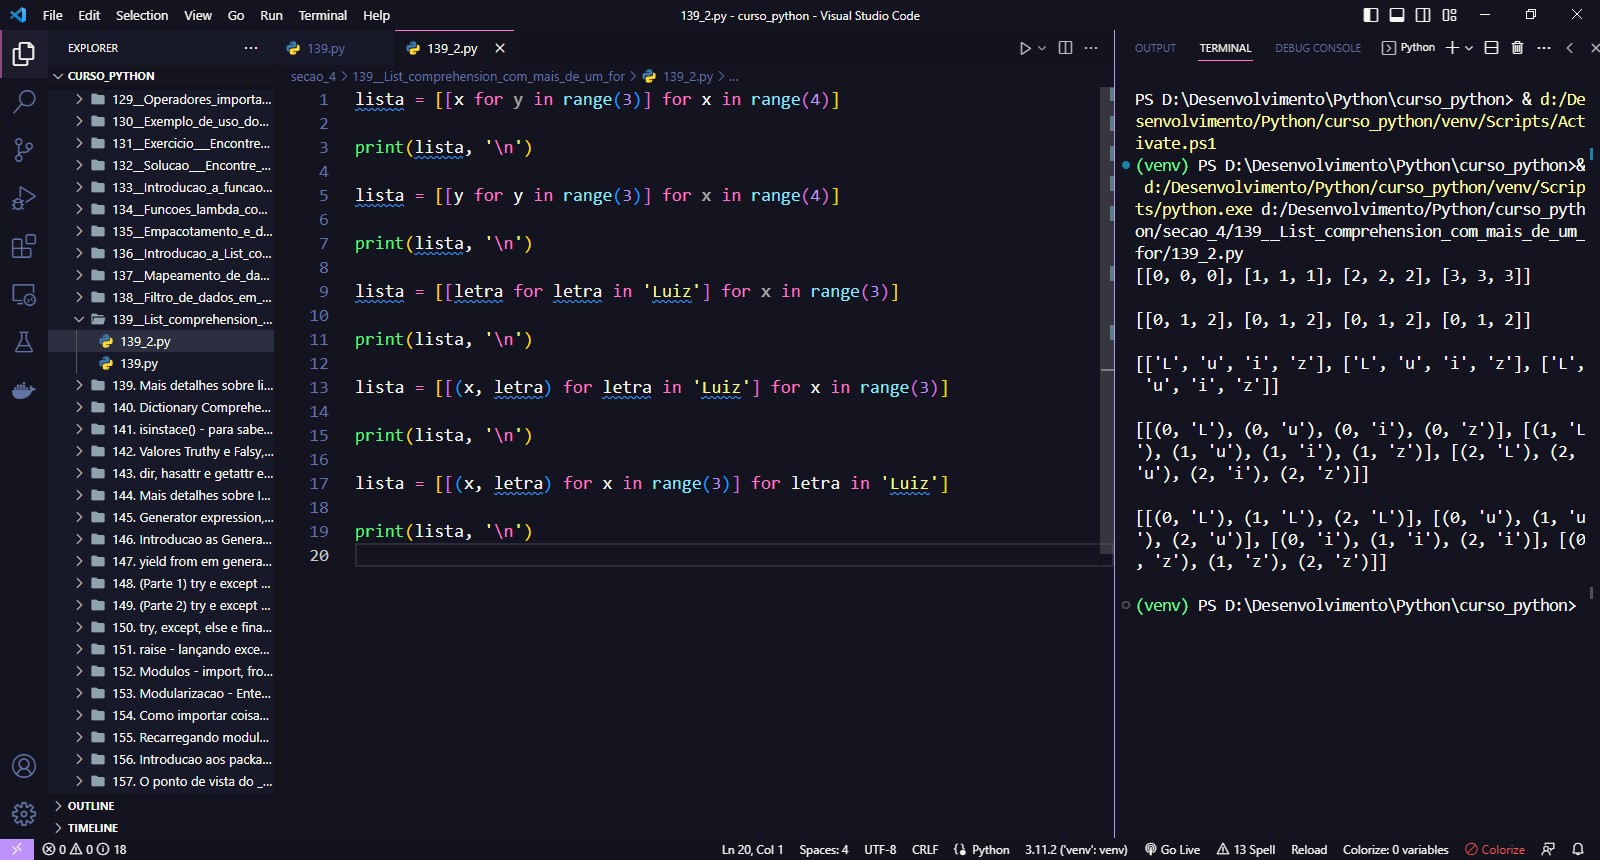 File Edit Selection View Go Run Terminal Help
139_2.py - curso_python - Visual Studio Code
EXPLORER
CURSO_PYTHON
129__Operadores_importa...
130__Exemplo_de_uso_do...
131__Exercicio___Encontre...
132__Solucao___Encontre_...
133__Introducao_a_funcao...
134__Funcoes_lambda_co...
135__Empacotamento_e_d...
136__Introducao_a_List_co...
137__Mapeamento_de_da...
138__Filtro_de_dados_em_...
139__List_comprehension_...
139_2.py
139.py
139. Mais detalhes sobre li...
140. Dictionary Comprehe...
141. isinstace() - para sabe...
142. Valores Truthy e Falsy,...
143. dir, hasattr e getattr e...
144. Mais detalhes sobre I...
145. Generator expression,...
146. Introducao as Genera...
147. yield from em genera...
148. (Parte 1) try e except ...
149. (Parte 2) try e except ...
150. try, except, else e fina...
151. raise - lançando exce...
152. Modulos - import, fro...
153. Modularizacao - Ente...
154. Como importar coisa...
155. Recarregando modul...
156. Introducao aos packa...
157. O ponto de vista do _...
OUTLINE
TIMELINE
139.py 139_2.py
secao_4 > 139__List_comprehension_com_mais_de_um_for > 139_2.py > ...
1 lista = [[x for y in range(3)] for x in range(4)]
2
3 print(lista, '\n')
4
5 lista = [[y for y in range(3)] for x in range(4)]
6
7 print(lista, '\n')
8
9 lista = [[letra for letra in 'Luiz'] for x in range(3)]
10
11 print(lista, '\n')
12
13 lista = [[(x, letra) for letra in 'Luiz'] for x in range(3)]
14
15 print(lista, '\n')
16
17 lista = [[(x, letra) for x in range(3)] for letra in 'Luiz']
18
19 print(lista, '\n')
20
OUTPUT TERMINAL DEBUG CONSOLE Python
PS D:\Desenvolvimento\Python\curso_python> & d:/De
senvolvimento/Python/curso_python/venv/Scripts/Act
ivate.ps1
(venv) PS D:\Desenvolvimento\Python\curso_python>&
d:/Desenvolvimento/Python/curso_python/venv/Scrip
ts/python.exe d:/Desenvolvimento/Python/curso_pyth
on/secao_4/139__List_comprehension_com_mais_de_um_
for/139_2.py
[[0, 0, 0], [1, 1, 1], [2, 2, 2], [3, 3, 3]]
[[0, 1, 2], [0, 1, 2], [0, 1, 2], [0, 1, 2]]
[['L', 'u', 'i', 'z'], ['L', 'u', 'i', 'z'], ['L',
'u', 'i', 'z']]
[[(0, 'L'), (0, 'u'), (0, 'i'), (0, 'z')], [(1, 'L
'), (1, 'u'), (1, 'i'), (1, 'z')], [(2, 'L'), (2,
'u'), (2, 'i'), (2, 'z')]]
[[(0, 'L'), (1, 'L'), (2, 'L')], [(0, 'u'), (1, 'u
'), (2, 'u')], [(0, 'i'), (1, 'i'), (2, 'i')], [(0
, 'z'), (1, 'z'), (2, 'z')]]
(venv) PS D:\Desenvolvimento\Python\curso_python>
0 0 18 Ln 20, Col 1 Spaces: 4 UTF-8 CRLF Python 3.11.2 ('venv': venv) Go Live 13 Spell Reload Colorize: 0 variables Colorize